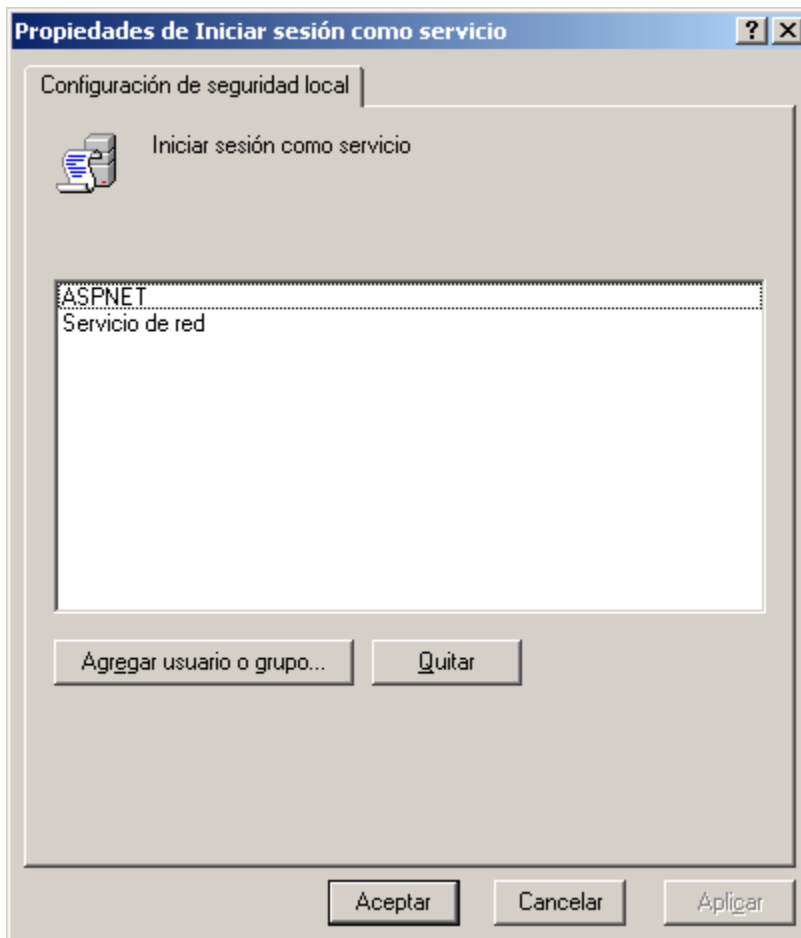 Propiedades de Iniciar sesión como servicio
Configuración de seguridad local
Iniciar sesión como servicio
ASPNET
Servicio de red
Agregar usuario o grupo... Quitar
Aceptar Cancelar Aplicar